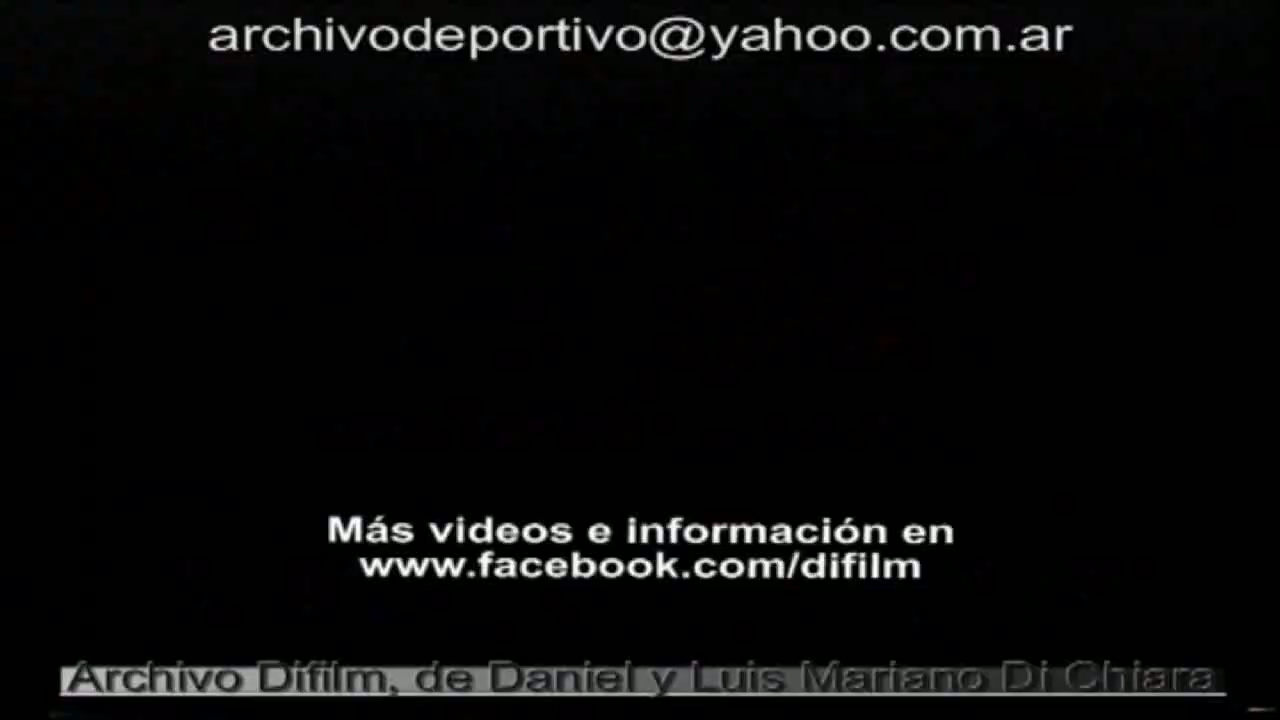 archivodeportivo@yahoo.com.ar
Más videos e información en
www.facebook.com/difilm
Archivo Difilm, de Daniel y Luis Mariano Di Chiara